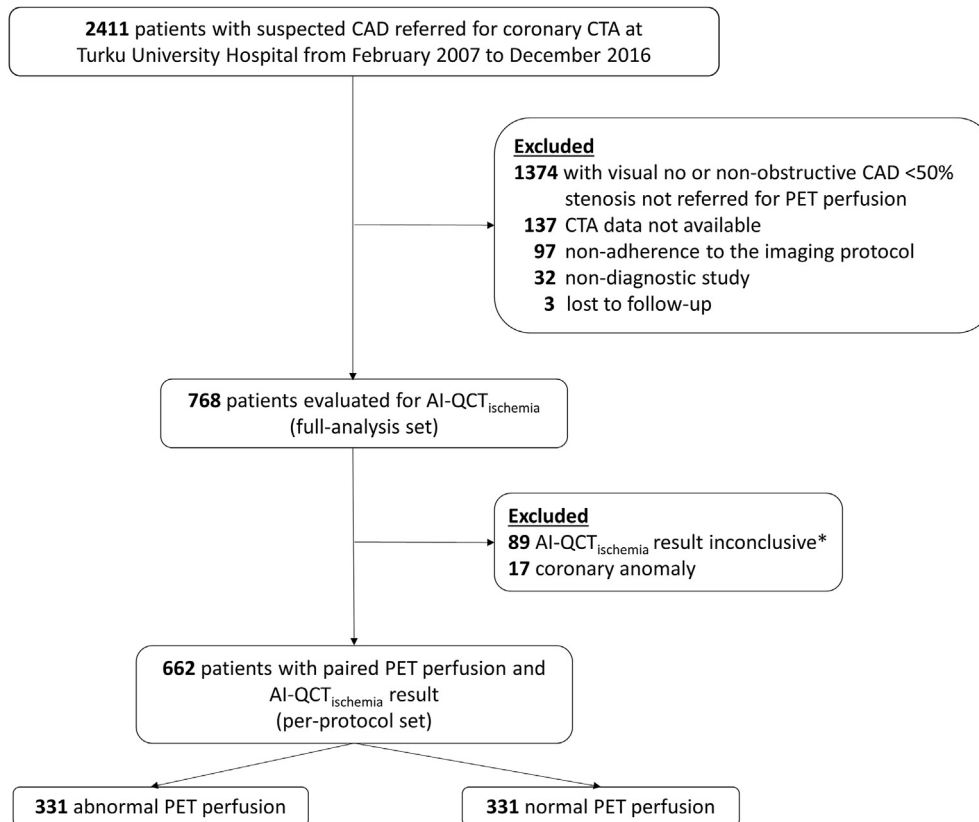 2411 patients with suspected CAD referred for coronary CTA at
Turku University Hospital from February 2007 to December 2016
Excluded
1374 with visual no or non-obstructive CAD <50%
stenosis not referred for PET perfusion
137 CTA data not available
97 non-adherence to the imaging protocol
32 non-diagnostic study
3 lost to follow-up
768 patients evaluated for AI-QCTischemia
(full-analysis set)
Excluded
89 AI-QCTischemia result inconclusive*
17 coronary anomaly
662 patients with paired PET perfusion and
AI-QCTischemia result
(per-protocol set)
331 abnormal PET perfusion
331 normal PET perfusion